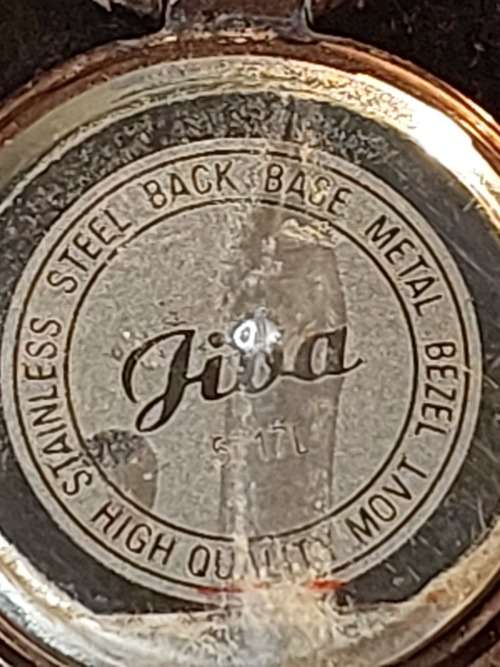 STAINLESS STEEL BACK BASE METAL BEZEL
Jiva
HIGH QUALITY MOVT